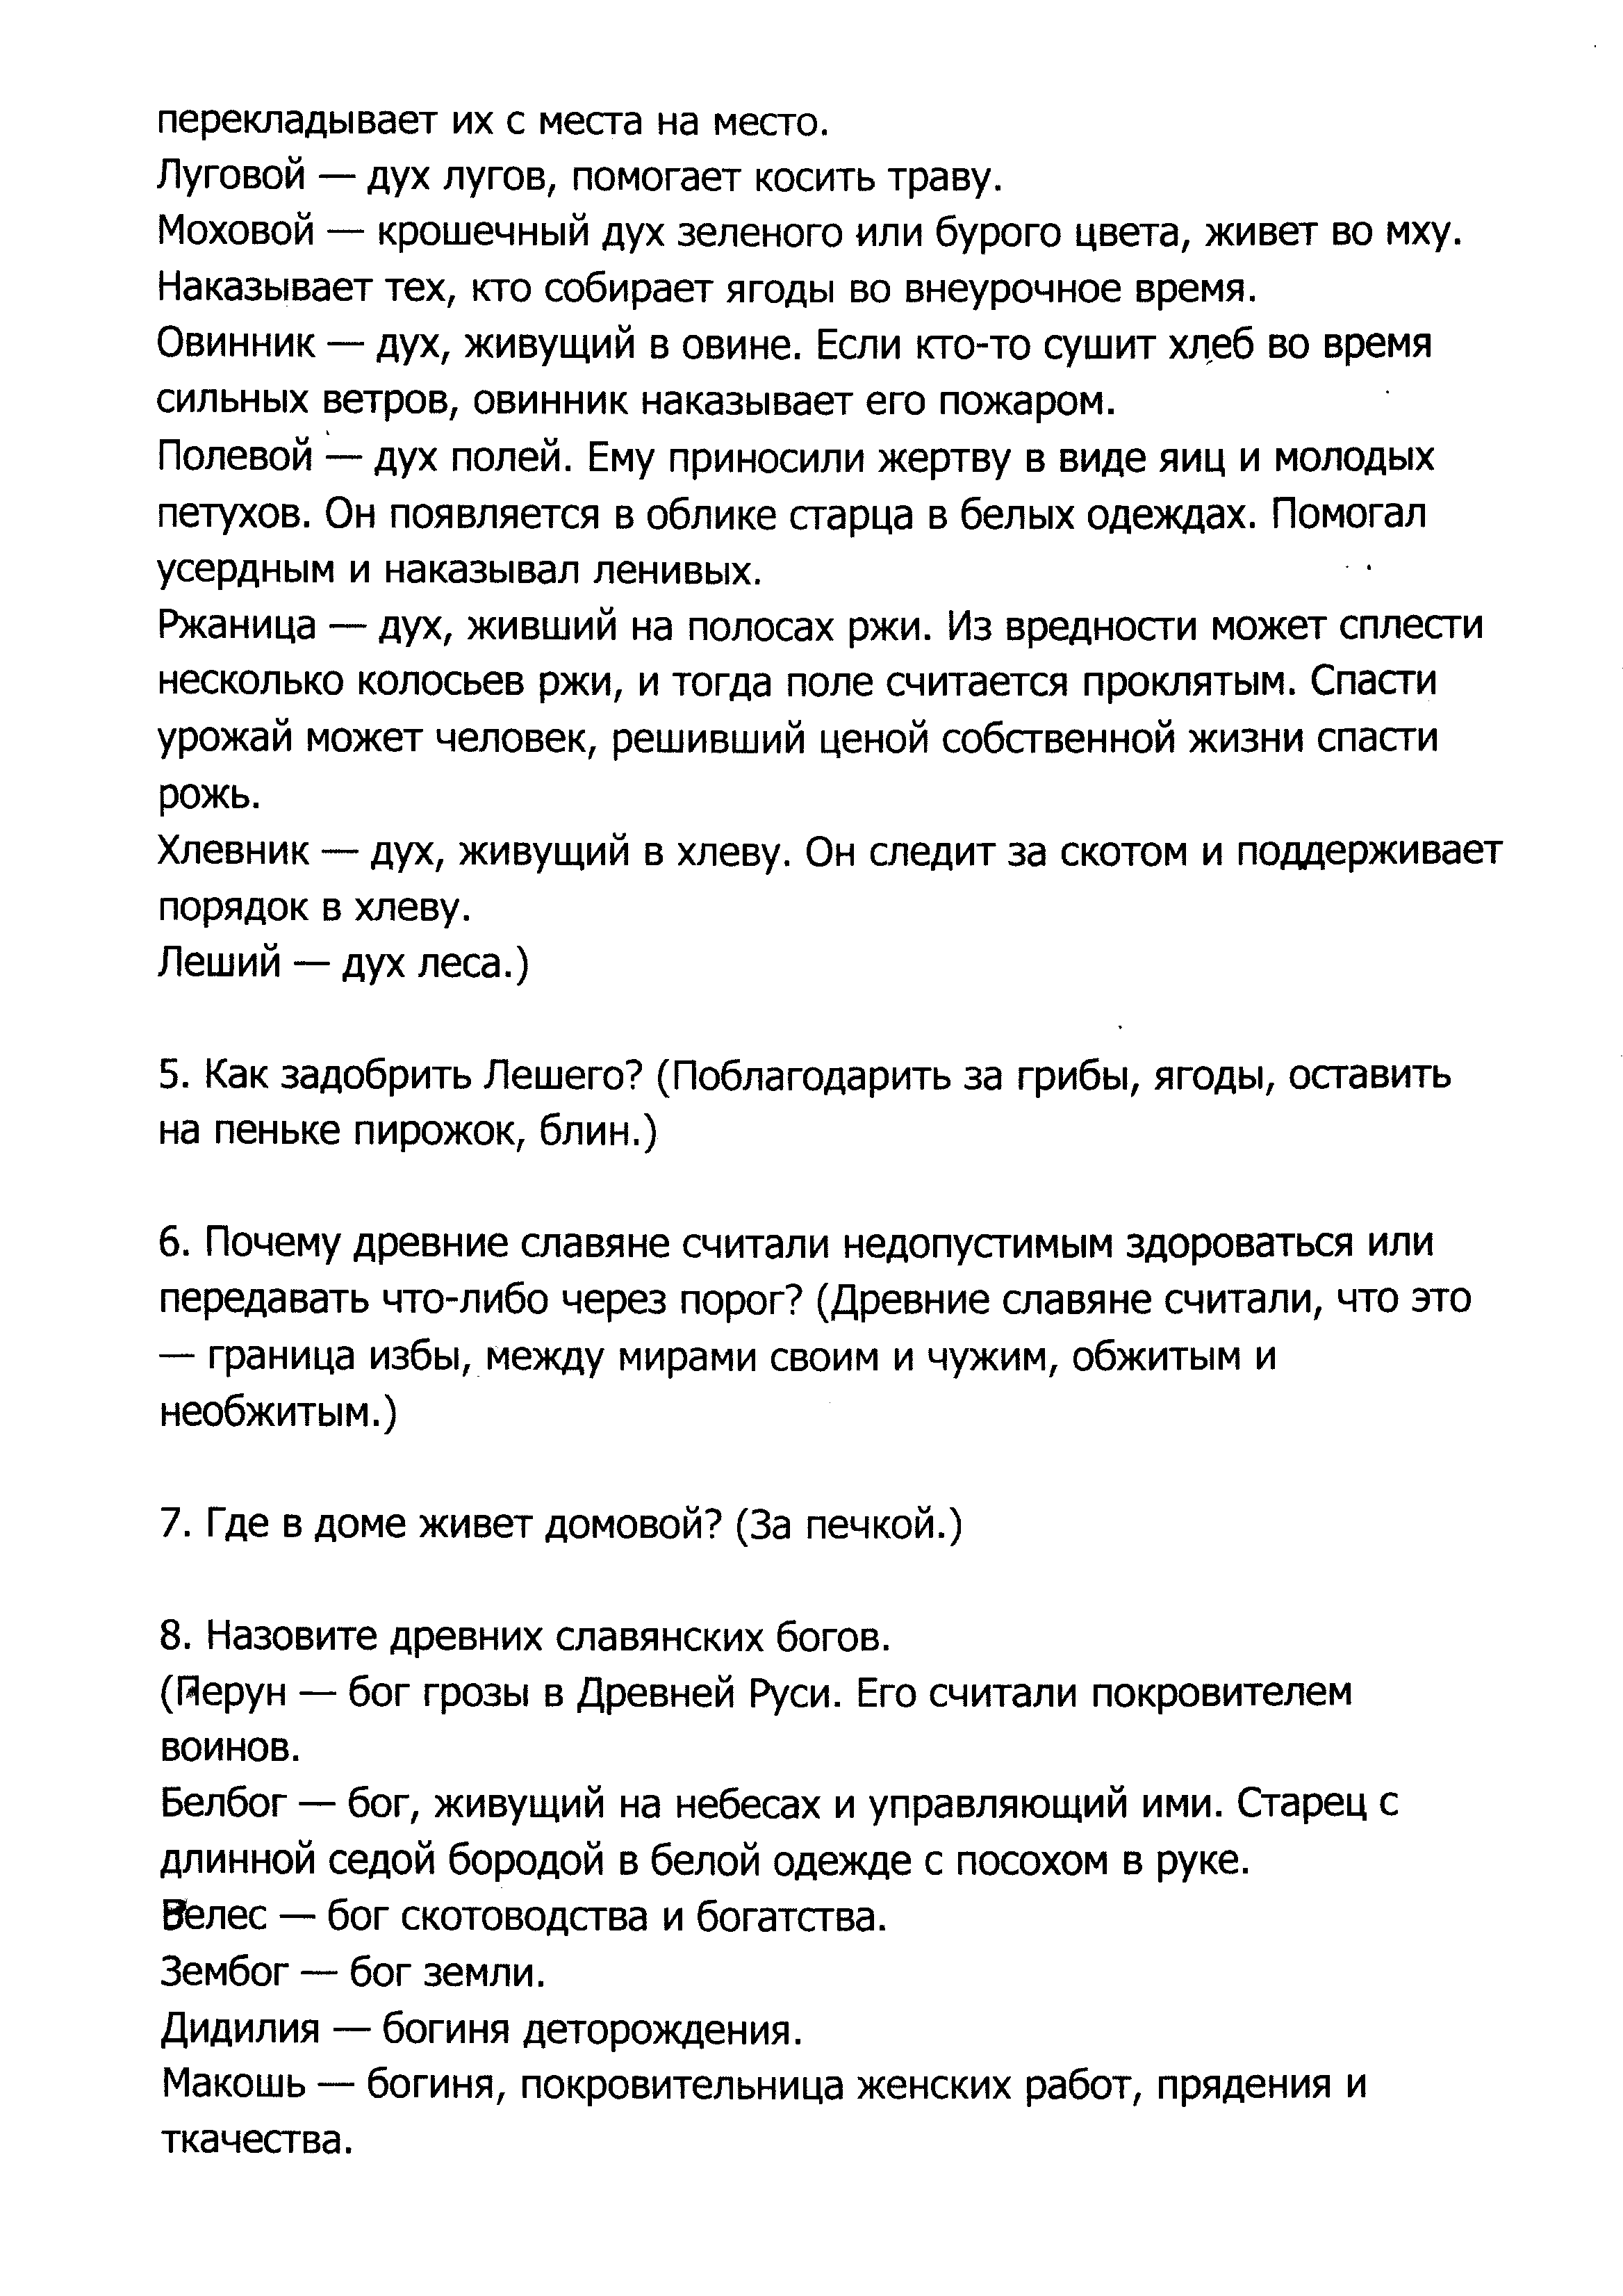 перекладывает их с места на место.
Луговой — дух лугов, помогает косить траву.
Моховой — крошечный дух зеленого или бурого цвета, живет во мху.
Наказывает тех, кто собирает ягоды во внеурочное время.
Овинник — дух, живущий в овине. Если кто-то сушит хлеб во время
сильных ветров, овинник наказывает его пожаром.
Полевой — дух полей. Ему приносили жертву в виде яиц и молодых
петухов. Он появляется в облике старца в белых одеждах. Помогал
усердным и наказывал ленивых.
Ржаница — дух, живший на полосах ржи. Из вредности может сплести
несколько колосьев ржи, и тогда поле считается проклятым. Спасти
урожай может человек, решивший ценой собственной жизни спасти
рожь.
Хлевник — дух, живущий в хлеву. Он следит за скотом и поддерживает
порядок в хлеву.
Леший — дух леса.)
5. Как задобрить Лешего? (Поблагодарить за грибы, ягоды, оставить
на пеньке пирожок, блин.)
6. Почему древние славяне считали недопустимым здороваться или
передавать что-либо через порог? (Древние славяне считали, что это
— граница избы, между мирами своим и чужим, обжитым и
необжитым.)
7. Где в доме живет домовой? (За печкой.)
8. Назовите древних славянских богов.
(Перун — бог грозы в Древней Руси. Его считали покровителем
воинов.
Белбог — бог, живущий на небесах и управляющий ими. Старец с
длинной седой бородой в белой одежде с посохом в руке.
Велес — бог скотоводства и богатства.
Зембог — бог земли.
Дидилия — богиня деторождения.
Макошь — богиня, покровительница женских работ, прядения и
ткачества.